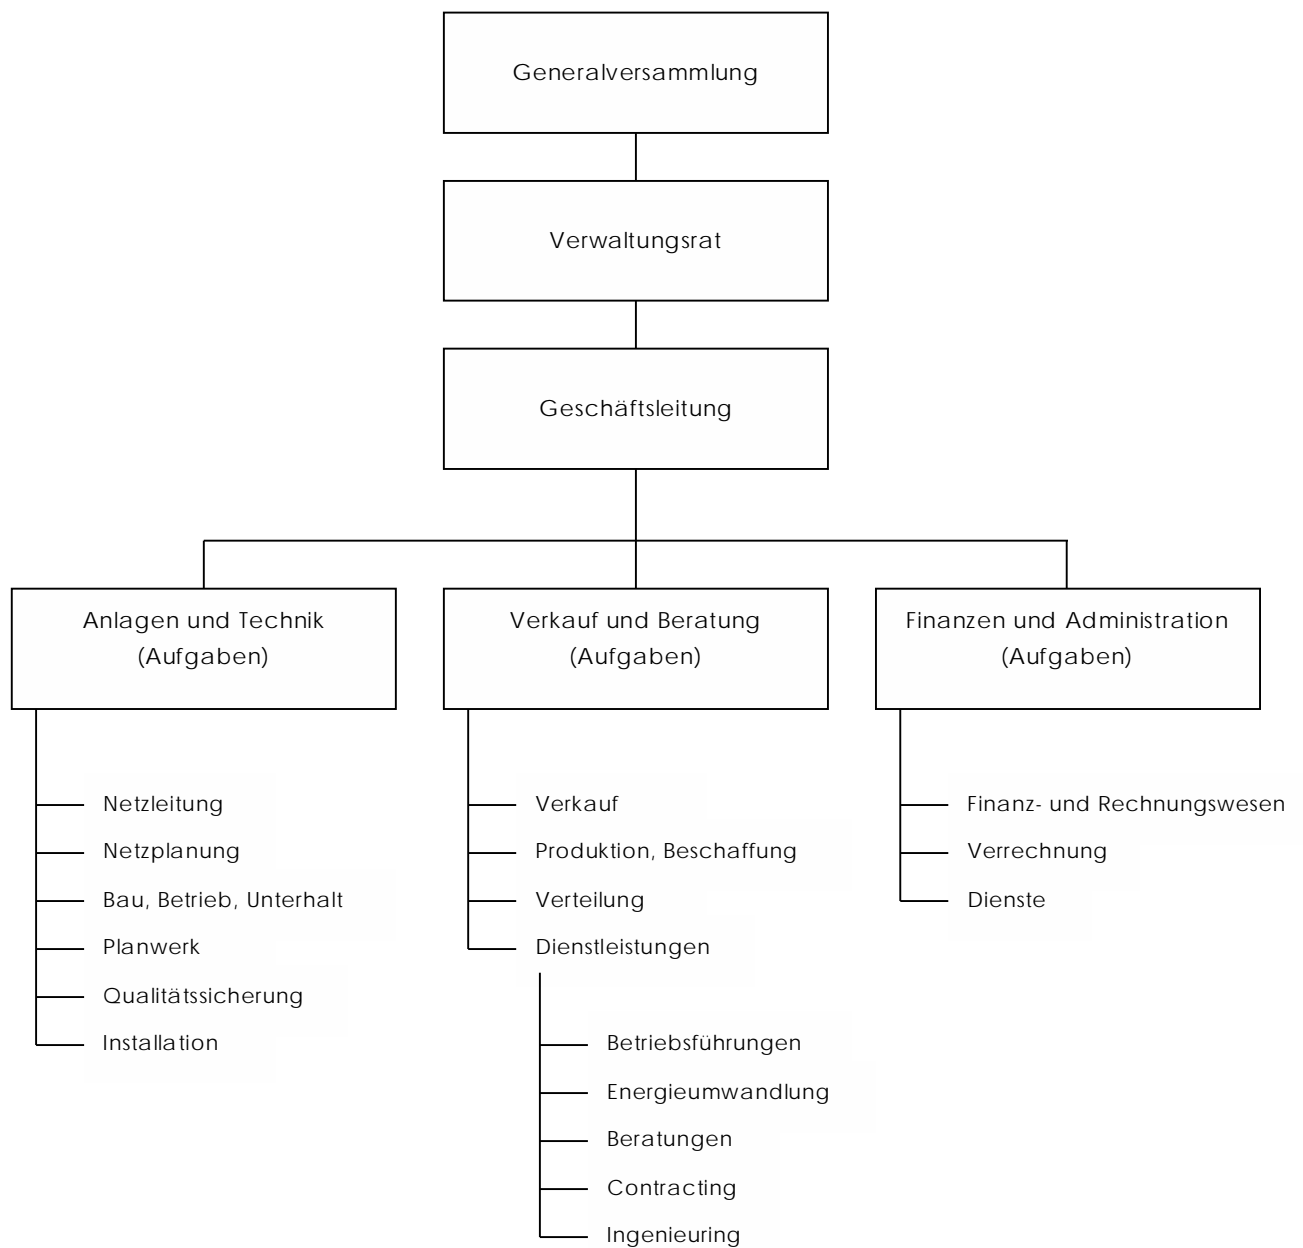 Generalversammlung
Verwaltungsrat
Geschäftsleitung
Anlagen und Technik
(Aufgaben)
Netzleitung
Netzplanung
Bau, Betrieb, Unterhalt
Planwerk
Qualitätssicherung
Installation
Verkauf und Beratung
(Aufgaben)
Verkauf
Produktion, Beschaffung
Verteilung
Dienstleistungen
Betriebsführungen
Energieumwandlung
Beratungen
Contracting
Ingenieuring
Finanzen und Administration
(Aufgaben)
Finanz- und Rechnungswesen
Verrechnung
Dienste